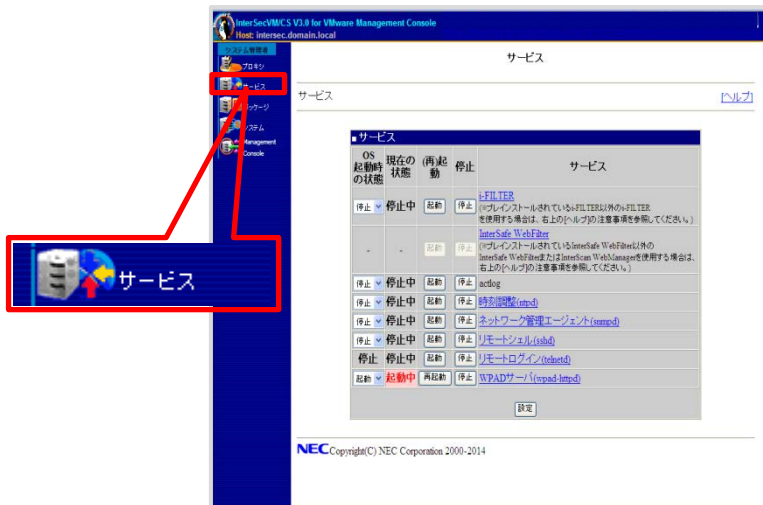 InterSecVM/CS V3.0 for VMware Management Console
Host: intersec.domain.local
システム管理者
プロキシ
サービス
パッケージ
システム
Management
Console
サービス
サービス
サービス
[ヘルプ]
■サービス
OS
起動時
の状態
現在の
状態
(再)起
動
停止
サービス
停止 停止中 起動 停止
i-FILTER
(※プレインストールされているi-FILTER以外のi-FILTER
を使用する場合は、右上の[ヘルプ]の注意事項を参照してください。)
- - 起動 停止
InterSafe WebFilter
(※プレインストールされているInterSafe WebFilter以外の
InterSafe WebFilterまたはInterScan WebManagerを使用する場合は、
右上の[ヘルプ]の注意事項を参照してください。)
停止 停止中 起動 停止 actlog
停止 停止中 起動 停止 時刻調整(ntpd)
停止 停止中 起動 停止 ネットワーク管理エージェント(snmpd)
停止 停止中 起動 停止 リモートシェル(sshd)
停止 停止中 起動 停止 リモートログイン(telnetd)
起動 起動中 再起動 停止 WPADサーバ(wpad-httpd)
設定
NEC Copyright(C) NEC Corporation 2000-2014